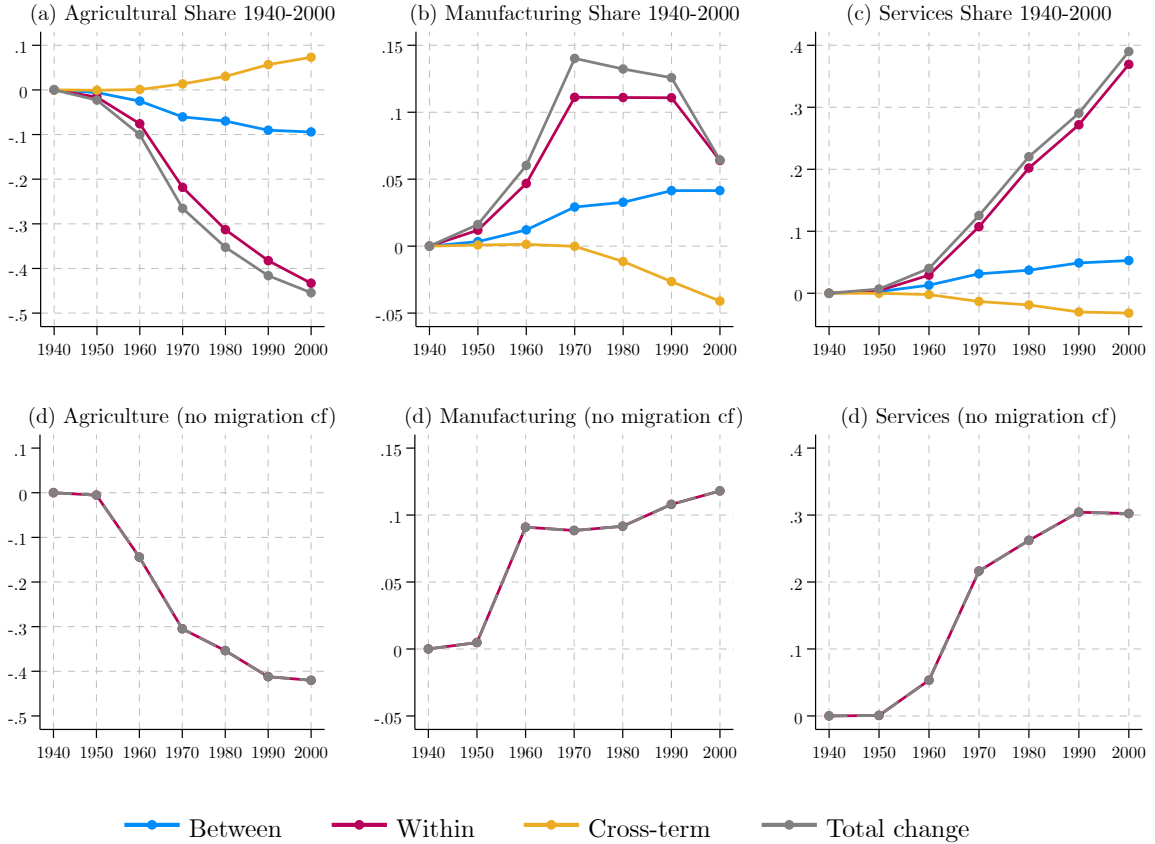 (a) Agricultural Share 1940-2000
.1
0
-.1
-.2
-.3
-.4
-.5
1940 1950 1960 1970 1980 1990 2000
(b) Manufacturing Share 1940-2000
.15
.1
.05
0
-.05
1940 1950 1960 1970 1980 1990 2000
(c) Services Share 1940-2000
.4
.3
.2
.1
0
1940 1950 1960 1970 1980 1990 2000
(d) Agriculture (no migration cf)
.1
0
-.1
-.2
-.3
-.4
-.5
1940 1950 1960 1970 1980 1990 2000
(d) Manufacturing (no migration cf)
.15
.1
.05
0
-.05
1940 1950 1960 1970 1980 1990 2000
(d) Services (no migration cf)
.4
.3
.2
.1
0
1940 1950 1960 1970 1980 1990 2000
Between Within Cross-term Total change